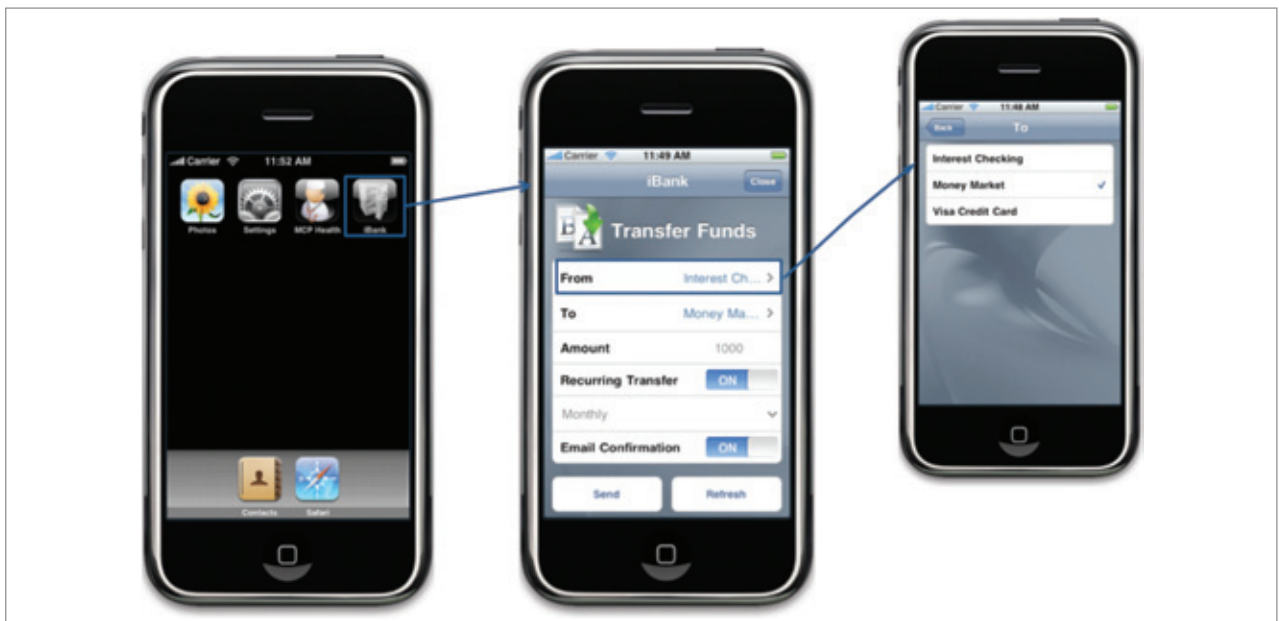 Carrier 11:52 AM
Photos Settings MCP Health iBank
Contacts Safari
Carrier 11:49 AM
iBank Close
BA Transfer Funds
From Interest Ch... >
To Money Ma... >
Amount 1000
Recurring Transfer ON
Monthly
Email Confirmation ON
Send Refresh
Carrier 11:48 AM
Back To
Interest Checking
Money Market ✓
Visa Credit Card